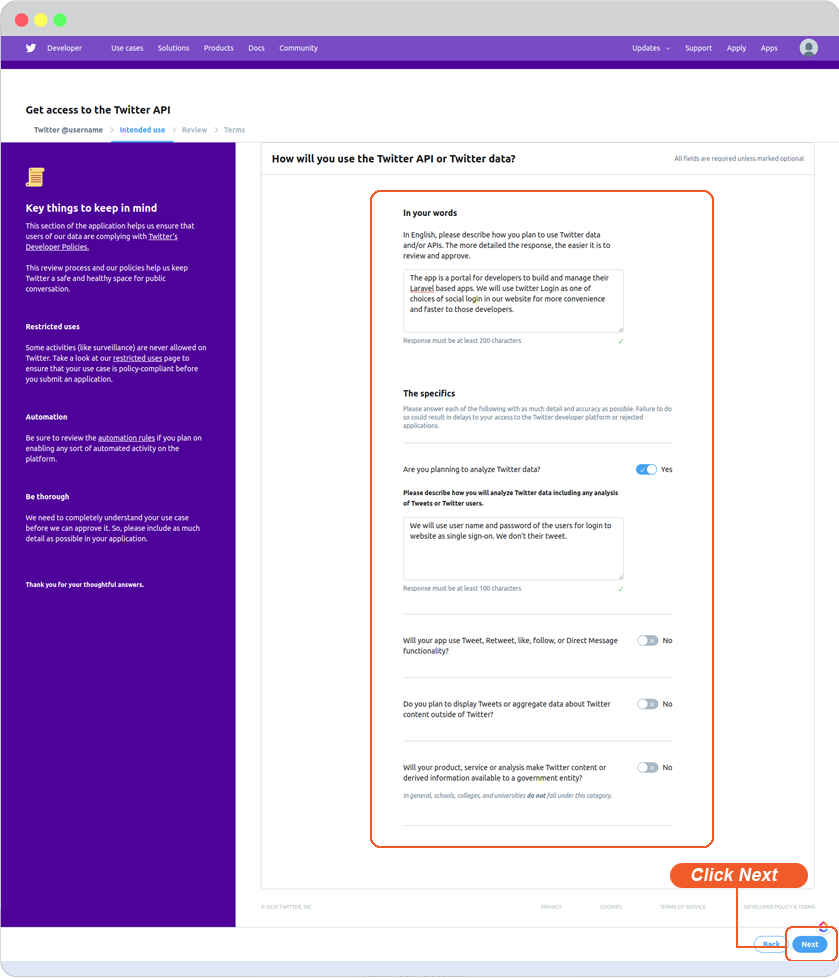 Developer Use cases Solutions Products Docs Community Updates Support Apply Apps
Get access to the Twitter API
Twitter @username Intended use Review Terms
Key things to keep in mind
This section of the application helps us ensure that
users of our data are complying with Twitter's
Developer Policies.
This review process and our policies help us keep
Twitter a safe and healthy space for public
conversation.
Restricted uses
Some activities (like surveillance) are never allowed on
Twitter. Take a look at our restricted uses page to
ensure that your use case is policy-compliant before
you submit an application.
Automation
Be sure to review the automation rules if you plan on
enabling any sort of automated activity on the
platform.
Be thorough
We need to completely understand your use case
before we can approve it. So, please include as much
detail as possible in your application.
Thank you for your thoughtful answers.
How will you use the Twitter API or Twitter data?
All fields are required unless marked optional
In your words
In English, please describe how you plan to use Twitter data
and/or APIs. The more detailed the response, the easier it is to
review and approve.
The app is a portal for developers to build and manage their
Laravel based apps. We will use twitter Login as one of
choices of social login in our website for more convenience
and faster to those developers.
Response must be at least 200 characters
The specifics
Please answer each of the following with as much detail and accuracy as possible. Failure to do
so could result in delays to your access to the Twitter developer platform or rejected
applications.
Are you planning to analyze Twitter data? Yes
Please describe how you will analyze Twitter data including any analysis
of Tweets or Twitter users.
We will use user name and password of the users for login to
website as single sign-on. We don't their tweet.
Response must be at least 100 characters
Will your app use Tweet, Retweet, like, follow, or Direct Message
functionality?
No
Do you plan to display Tweets or aggregate data about Twitter
content outside of Twitter?
No
Will your product, service or analysis make Twitter content or
derived information available to a government entity?
No
In general, schools, colleges, and universities do not fall under this category.
Click Next
© 2020 TWITTER, INC. PRIVACY COOKIES TERMS OF SERVICE DEVELOPER POLICY & TERMS
Back Next